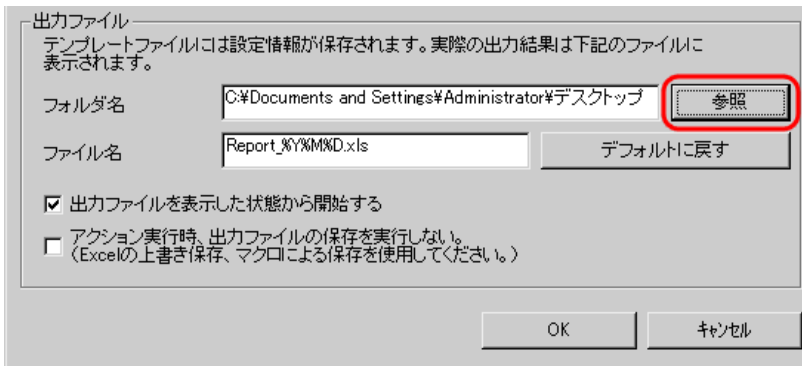 出力ファイル
テンプレートファイルには設定情報が保存されます。実際の出力結果は下記のファイルに
表示されます。
フォルダ名
C:¥Documents and Settings¥Administrator¥デスクトップ
参照
ファイル名
Report_%Y%M%D.xls
デフォルトに戻す
出力ファイルを表示した状態から開始する
アクション実行時、出力ファイルの保存を実行しない。
（Excelの上書き保存、マクロによる保存を使用してください。）
OK
キャンセル